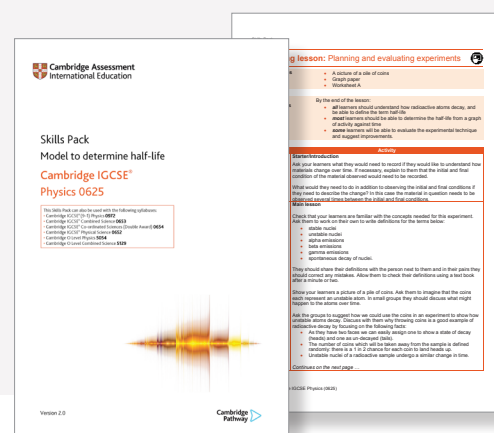 Cambridge Assessment
International Education
Skills Pack
Model to determine half-life
Cambridge IGCSE®
Physics 0625
This Skills Pack can also be used with the following syllabuses:
- Cambridge IGCSE® (9-1) Physics 0972
- Cambridge IGCSE® Combined Science 0653
- Cambridge IGCSE® Co-ordinated Sciences (Double Award) 0654
- Cambridge IGCSE® Physical Science 0652
- Cambridge O Level Physics 5054
- Cambridge O Level Combined Science 5129
Version 2.0
Cambridge
Pathway
lesson: Planning and evaluating experiments
• A picture of a pile of coins
• Graph paper
• Worksheet A
By the end of the lesson:
• all learners should understand how radioactive atoms decay, and
be able to define the term half-life
• most learners should be able to determine the half-life from a graph
of activity against time
• some learners will be able to evaluate the experimental technique
and suggest improvements.
Activity
Starter/Introduction
Ask your learners what they would need to record if they would like to understand how
materials change over time. If necessary, explain to them that the initial and final
condition of the material observed would need to be recorded.
What would they need to do in addition to observing the initial and final conditions if
they need to describe the change? In this case the material in question needs to be
observed several times between the initial and final conditions.
Main lesson
Check that your learners are familiar with the concepts needed for this experiment.
Ask them to work on their own to write definitions for the terms below:
• stable nuclei
• unstable nuclei
• alpha emissions
• beta emissions
• gamma emissions
• spontaneous decay of nuclei.
They should share their definitions with the person next to them and in their pairs they
should correct any mistakes. Allow them to check their definitions using a text book
after a minute or two.
Show your learners a picture of a pile of coins. Ask them to imagine that the coins
each represent an unstable atom. In small groups they should discuss what might
happen to the atoms over time.
Ask the groups to suggest how we could use the coins in an experiment to show how
unstable atoms decay. Discuss with them why throwing coins is a good example of
radioactive decay by focusing on the following facts:
• As they have two faces we can easily assign one to show a state of decay
(heads) and one as un-decayed (tails).
• The number of coins which will be taken away from the sample is defined
randomly: there is a 1 in 2 chance for each coin to land heads up.
• Unstable nuclei of a radioactive sample undergo a similar change in time.
Continues on the next page …
IGCSE Physics (0625)